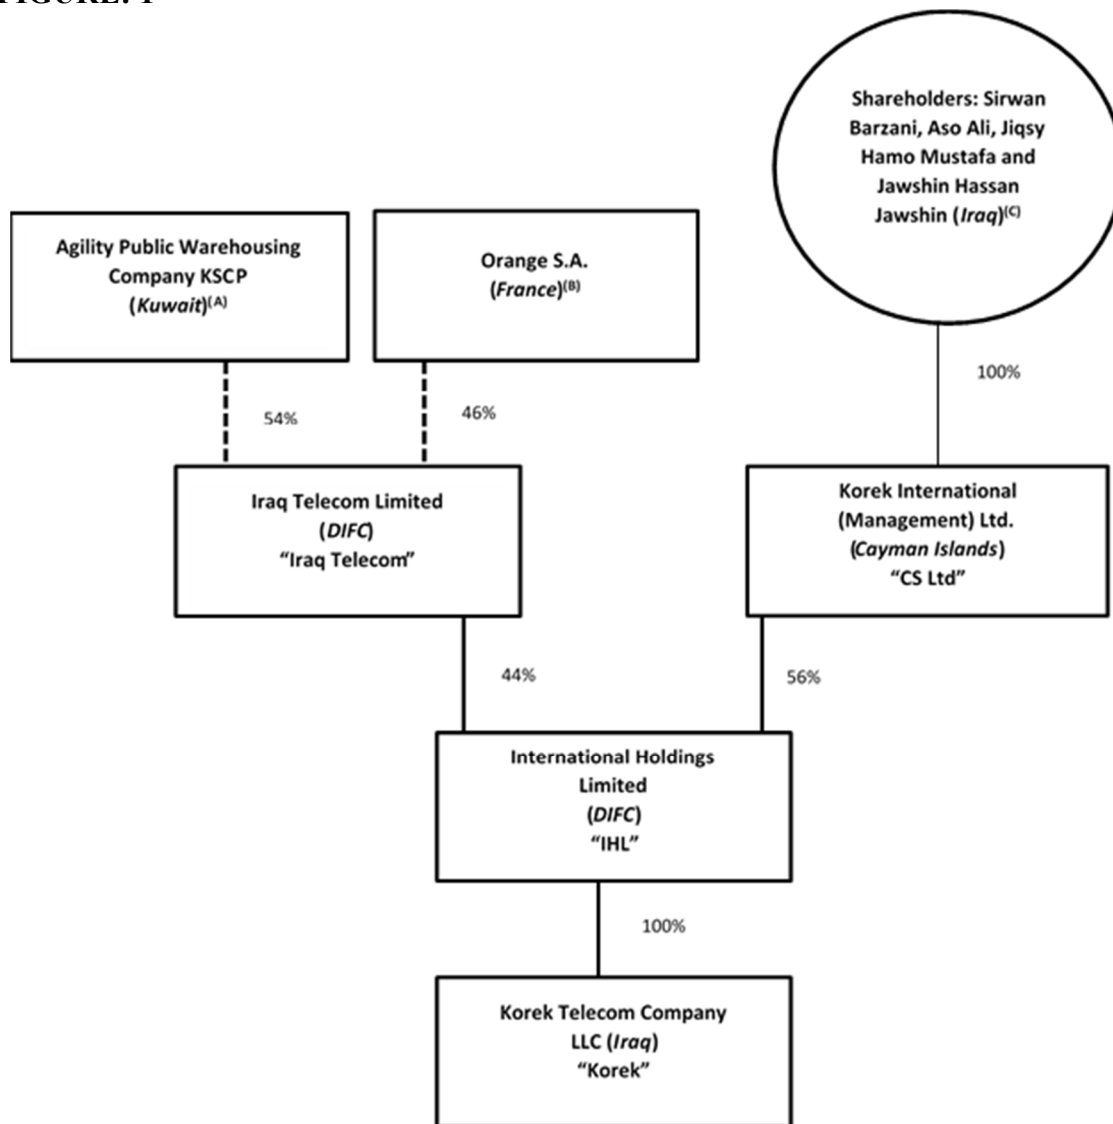 FIGURE: 1
Shareholders: Sirwan
Barzani, Aso Ali, Jiqsy
Hamo Mustafa and
Jawshin Hassan
Jawshin (Iraq)(C)
Agility Public Warehousing
Company KSCP
(Kuwait)(A)
Orange S.A.
(France)(B)
100%
54%
46%
Iraq Telecom Limited
(DIFC)
“Iraq Telecom”
Korek International
(Management) Ltd.
(Cayman Islands)
“CS Ltd”
44%
56%
International Holdings
Limited
(DIFC)
“IHL”
100%
Korek Telecom Company
LLC (Iraq)
“Korek”